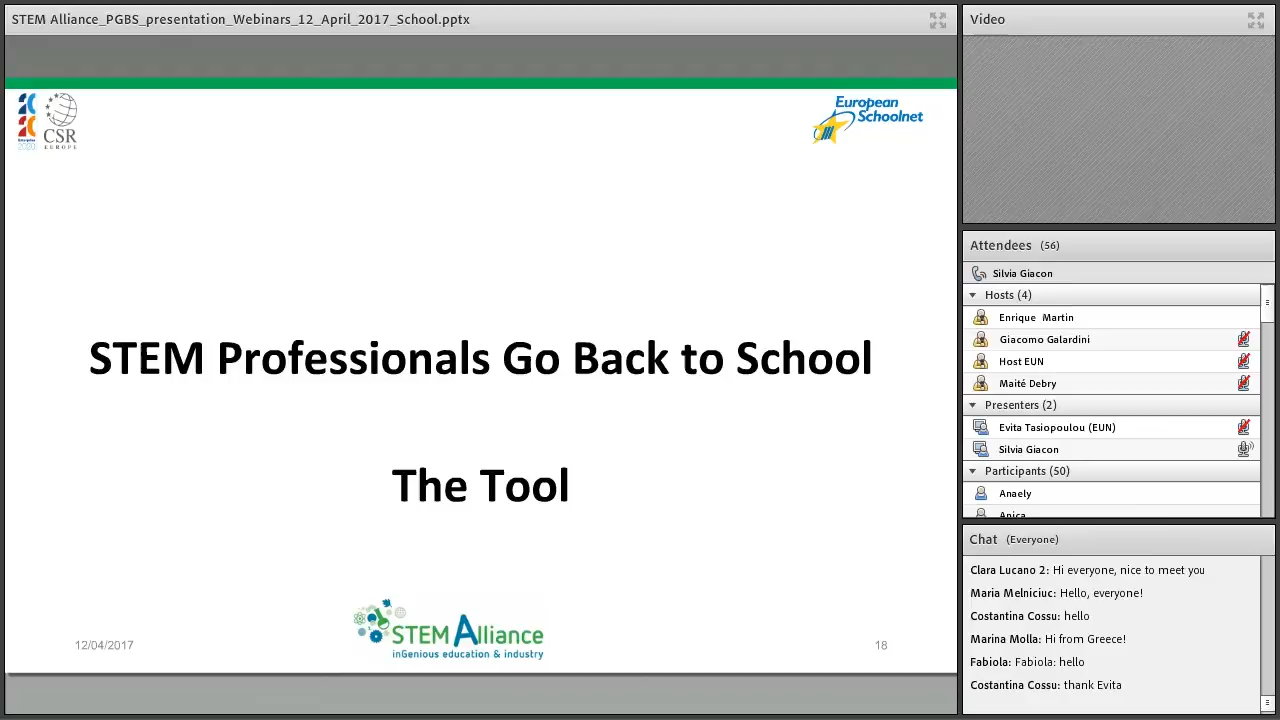 STEM Alliance_PGBS_presentation_Webinars_12_April_2017_School.pptx
CSR
EUROPE
European
Schoolnet
STEM Professionals Go Back to School
The Tool
12/04/2017
STEM Alliance
inGenious education & industry
18
Video
Attendees (56)
Silvia Giacon
Hosts (4)
Enrique Martin
Giacomo Galardini
Host EUN
Maité Debry
Presenters (2)
Evita Tasiopoulou (EUN)
Silvia Giacon
Participants (50)
Anaely
Anica
Chat (Everyone)
Clara Lucano 2: Hi everyone, nice to meet you
Maria Melniciuc: Hello, everyone!
Costantina Cossu: hello
Marina Molla: Hi from Greece!
Fabiola: Fabiola: hello
Costantina Cossu: thank Evita